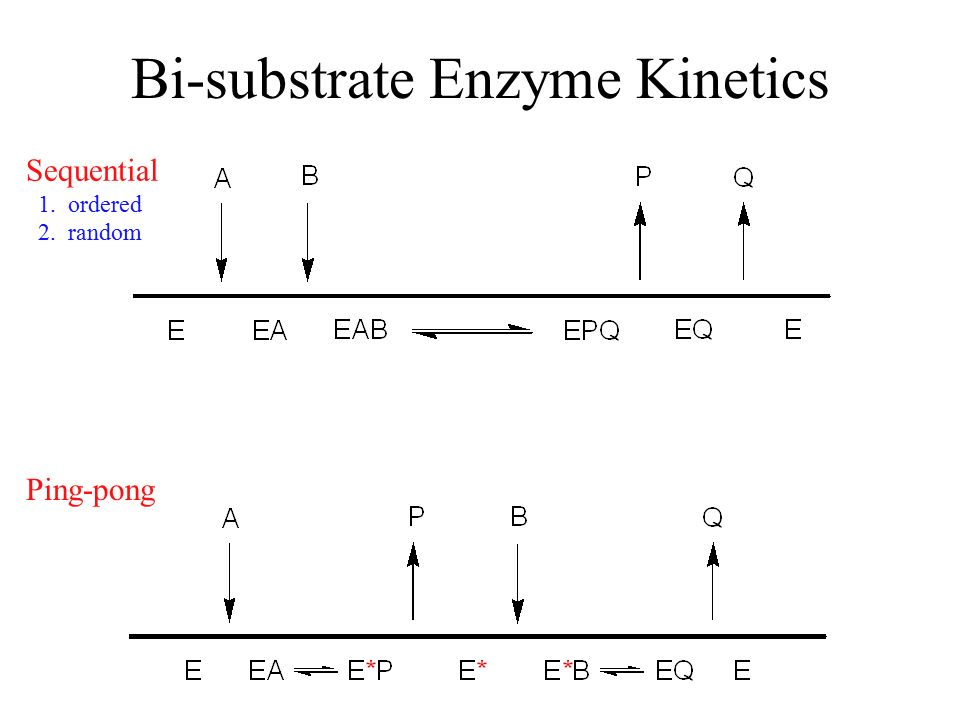 Bi-substrate Enzyme Kinetics
Sequential
1. ordered
2. random
A B P Q
E EA EAB EPQ EQ E
Ping-pong
A P B Q
E EA E*P E* E*B EQ E